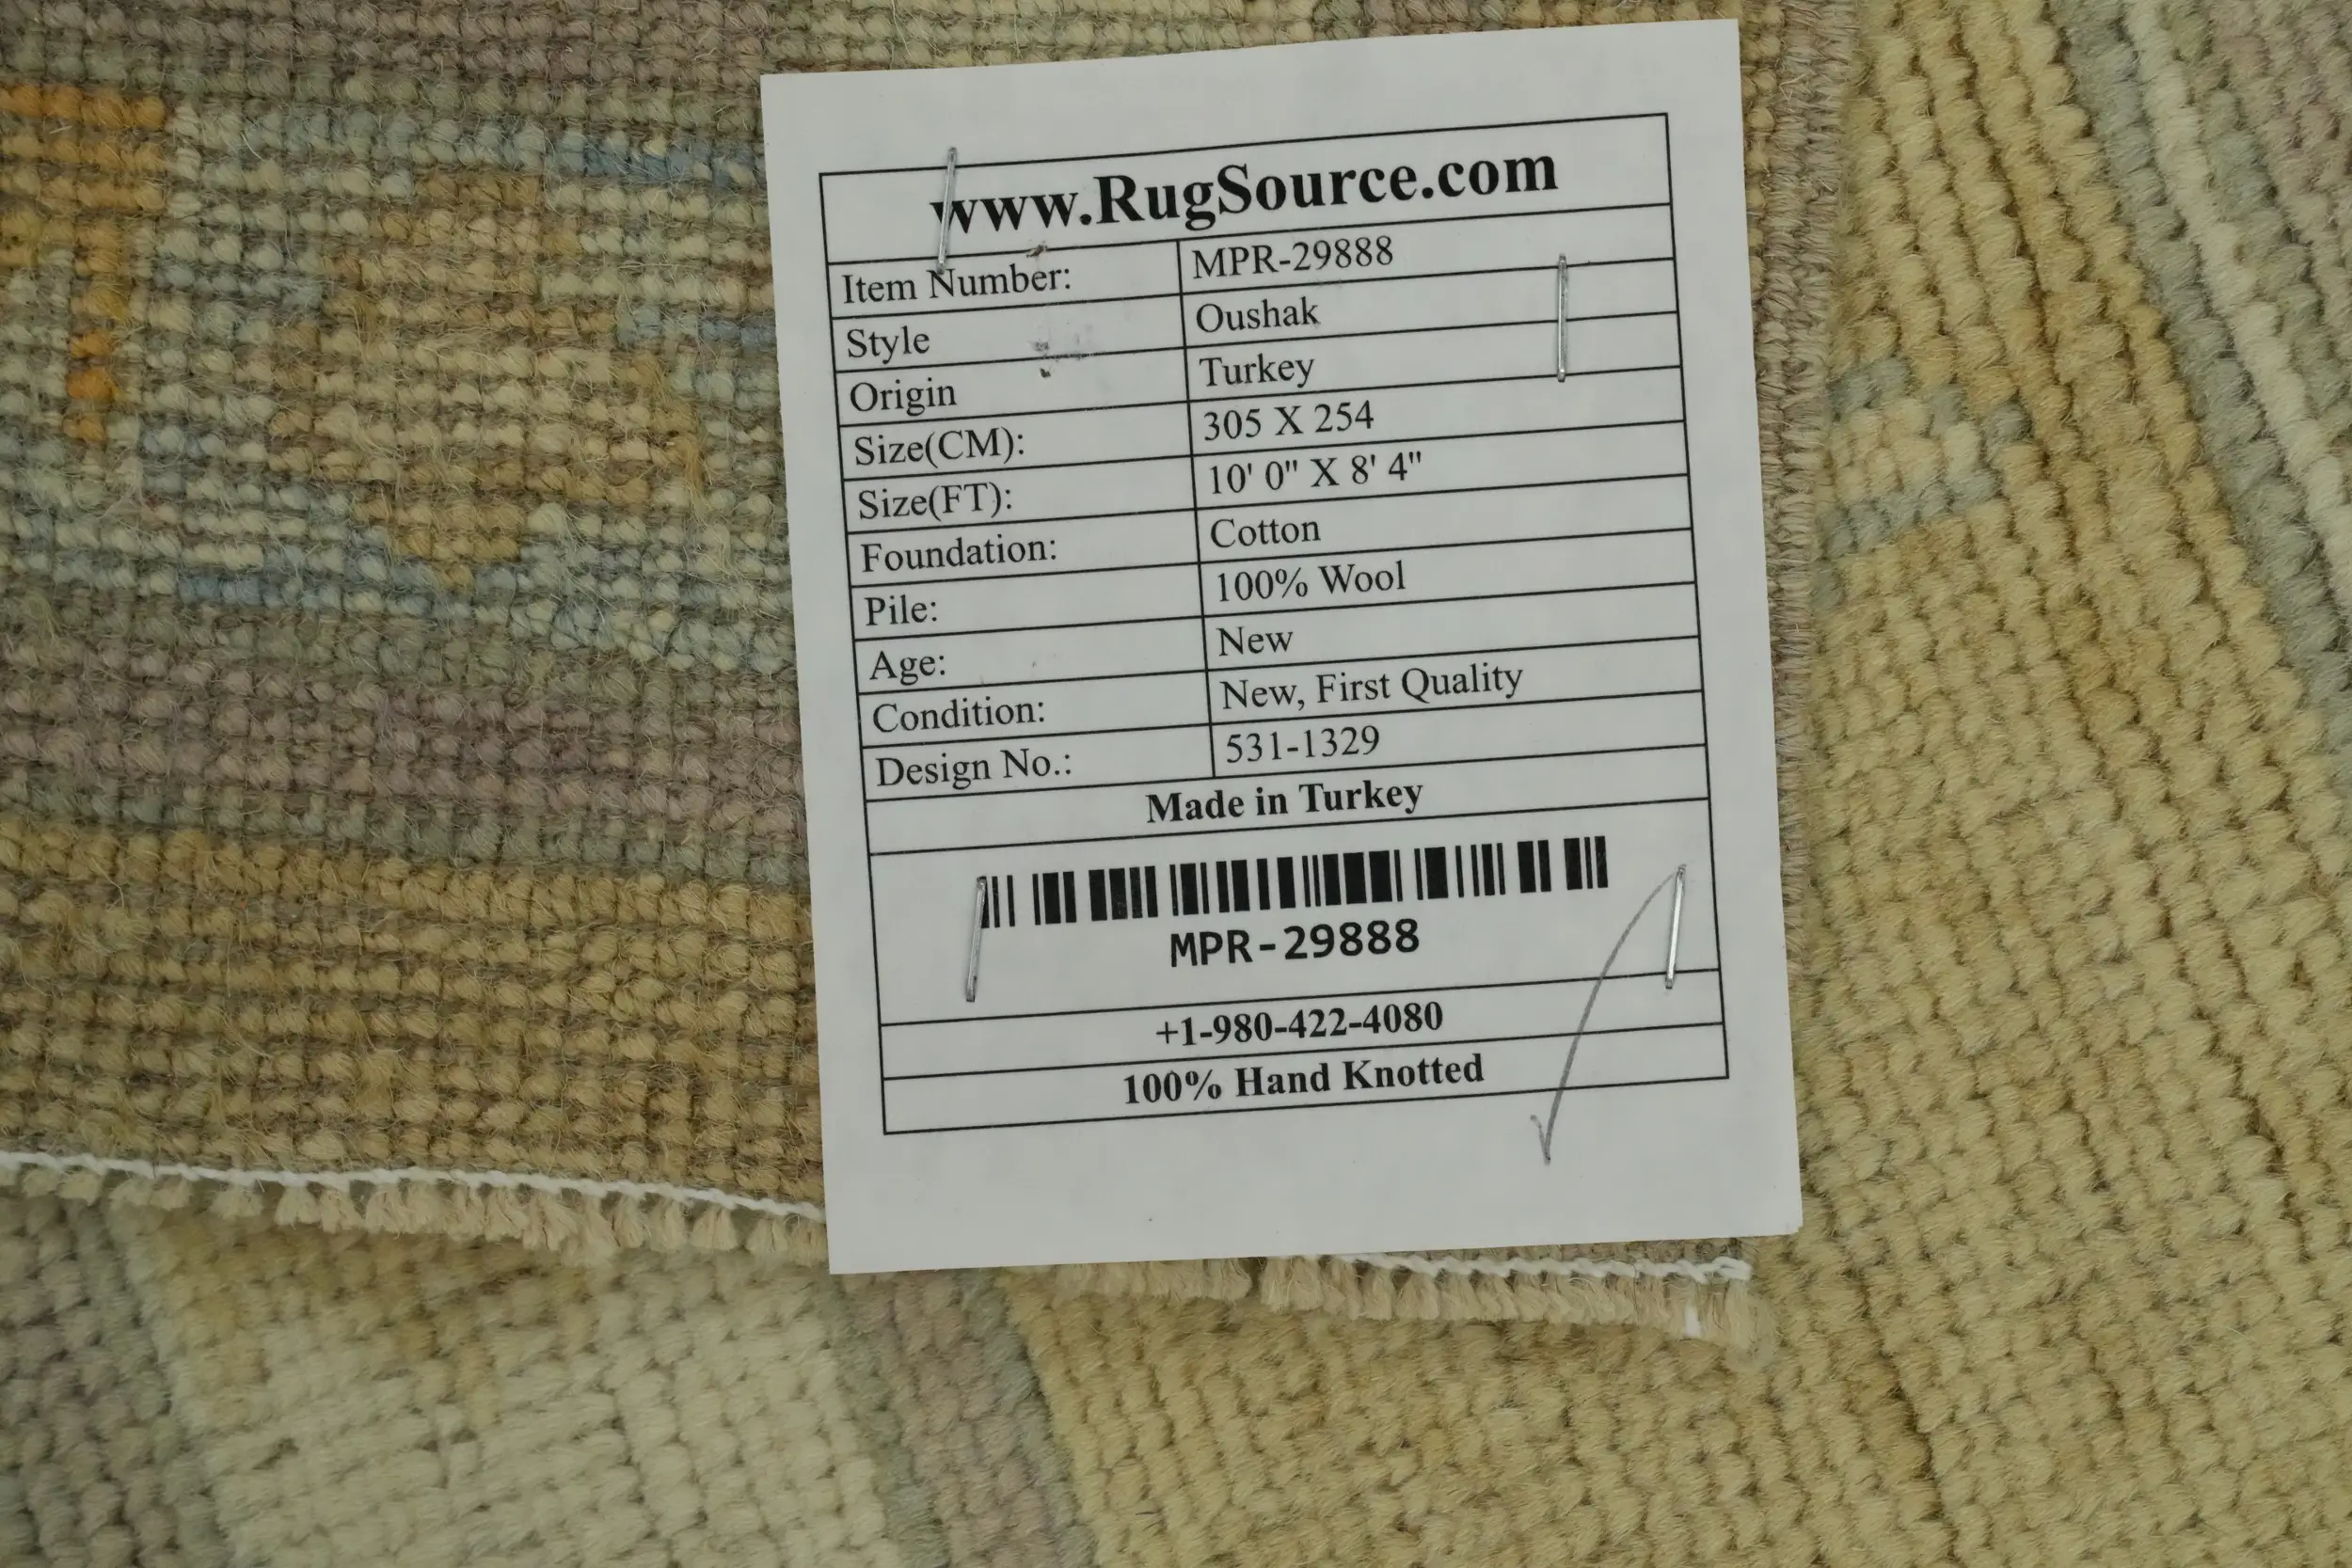 www.RugSource.com
Item Number: MPR-29888
Style Oushak
Origin Turkey
Size(CM): 305 X 254
Size(FT): 10' 0" X 8' 4"
Foundation: Cotton
Pile: 100% Wool
Age: New
Condition: New, First Quality
Design No.: 531-1329
Made in Turkey
MPR-29888
+1-980-422-4080
100% Hand Knotted